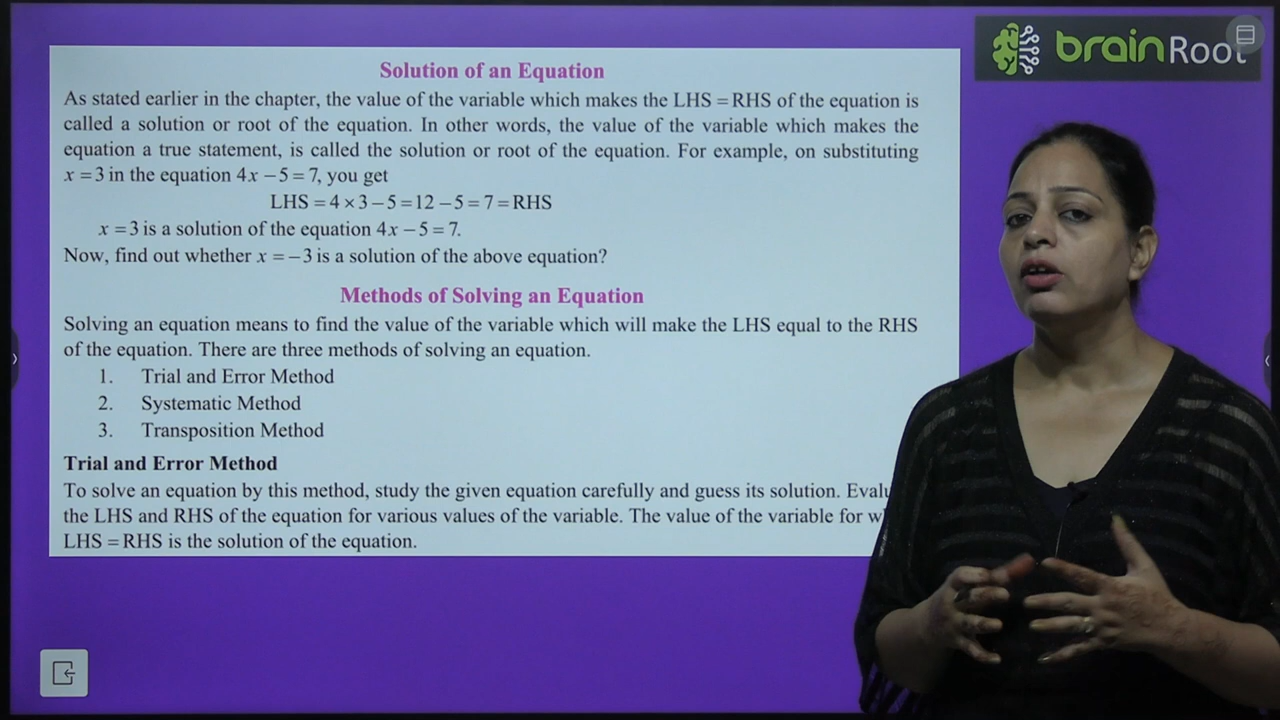 brainRoot
Solution of an Equation
As stated earlier in the chapter, the value of the variable which makes the LHS = RHS of the equation is
called a solution or root of the equation. In other words, the value of the variable which makes the
equation a true statement, is called the solution or root of the equation. For example, on substituting
x = 3 in the equation 4x − 5 = 7, you get
LHS = 4 × 3 − 5 = 12 − 5 = 7 = RHS
x = 3 is a solution of the equation 4x − 5 = 7.
Now, find out whether x = −3 is a solution of the above equation?
Methods of Solving an Equation
Solving an equation means to find the value of the variable which will make the LHS equal to the RHS
of the equation. There are three methods of solving an equation.
1. Trial and Error Method
2. Systematic Method
3. Transposition Method
Trial and Error Method
To solve an equation by this method, study the given equation carefully and guess its solution.
the LHS and RHS of the equation for various values of the variable. The value of the variable for
LHS = RHS is the solution of the equation.